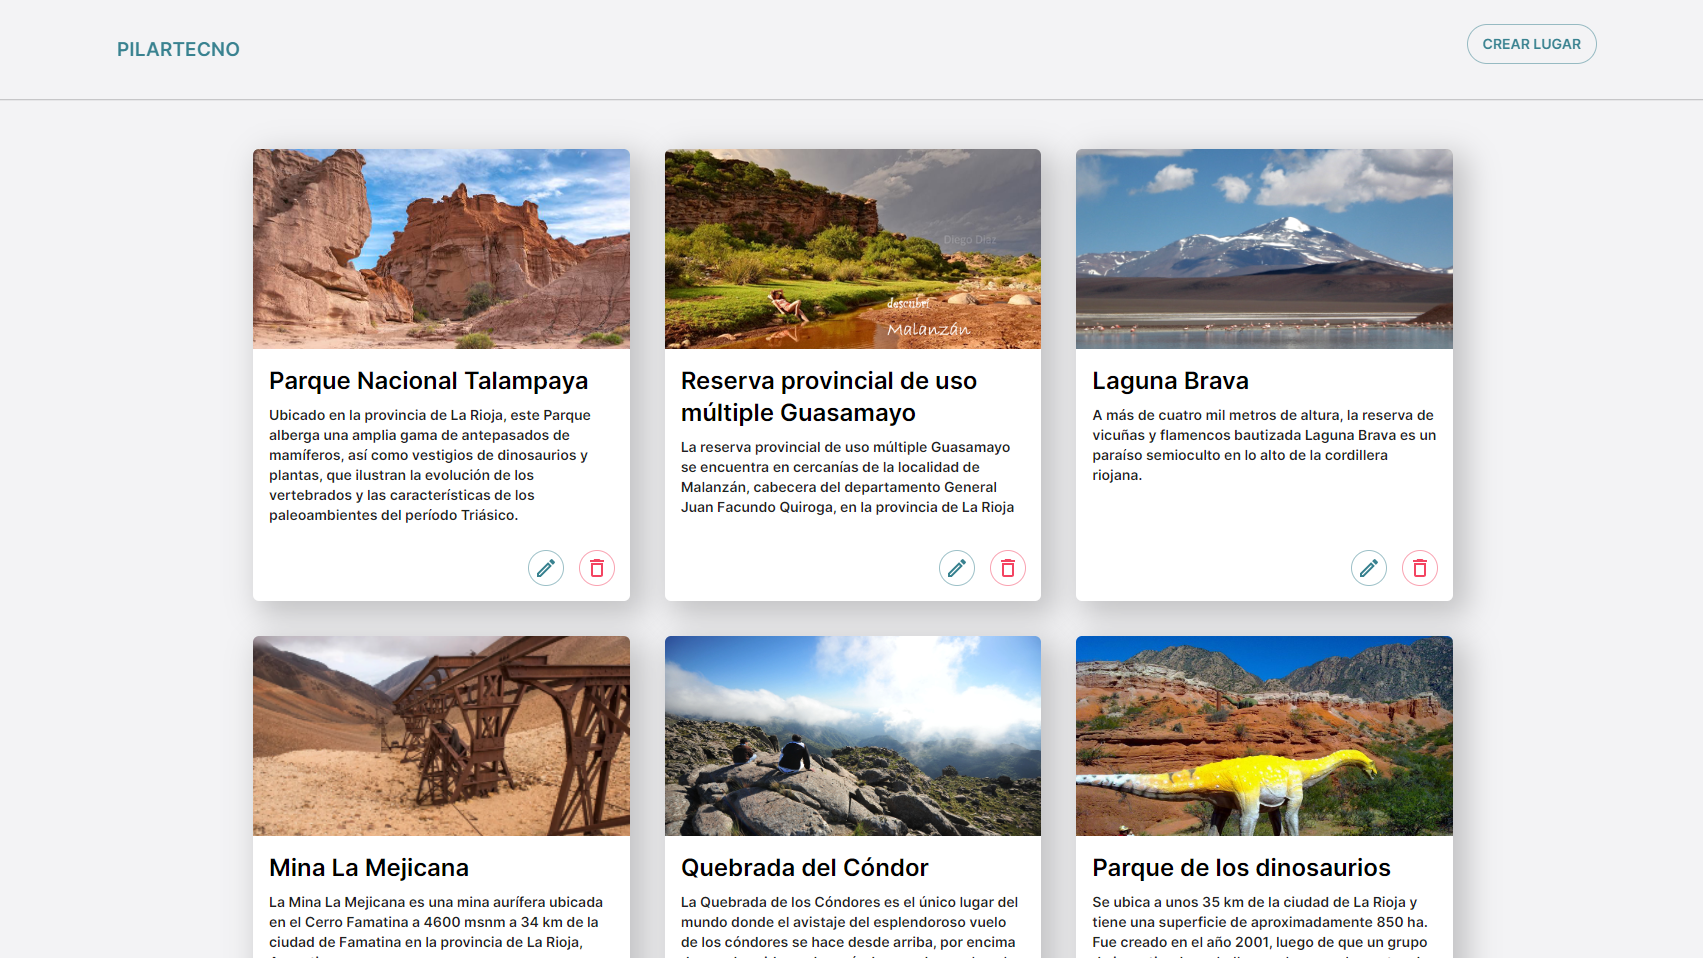 PILARTECNO
CREAR LUGAR
Diego Díaz
descubrí...
Malanzán
Parque Nacional Talampaya
Ubicado en la provincia de La Rioja, este Parque
alberga una amplia gama de antepasados de
mamíferos, así como vestigios de dinosaurios y
plantas, que ilustran la evolución de los
vertebrados y las características de los
paleoambientes del período Triásico.
Reserva provincial de uso
múltiple Guasamayo
La reserva provincial de uso múltiple Guasamayo
se encuentra en cercanías de la localidad de
Malanzán, cabecera del departamento General
Juan Facundo Quiroga, en la provincia de La Rioja
Laguna Brava
A más de cuatro mil metros de altura, la reserva de
vicuñas y flamencos bautizada Laguna Brava es un
paraíso semioculto en lo alto de la cordillera
riojana.
Mina La Mejicana
La Mina La Mejicana es una mina aurífera ubicada
en el Cerro Famatina a 4600 msnm a 34 km de la
ciudad de Famatina en la provincia de La Rioja,
Quebrada del Cóndor
La Quebrada de los Cóndores es el único lugar del
mundo donde el avistaje del esplendoroso vuelo
de los cóndores se hace desde arriba, por encima
Parque de los dinosaurios
Se ubica a unos 35 km de la ciudad de La Rioja y
tiene una superficie de aproximadamente 850 ha.
Fue creado en el año 2001, luego de que un grupo